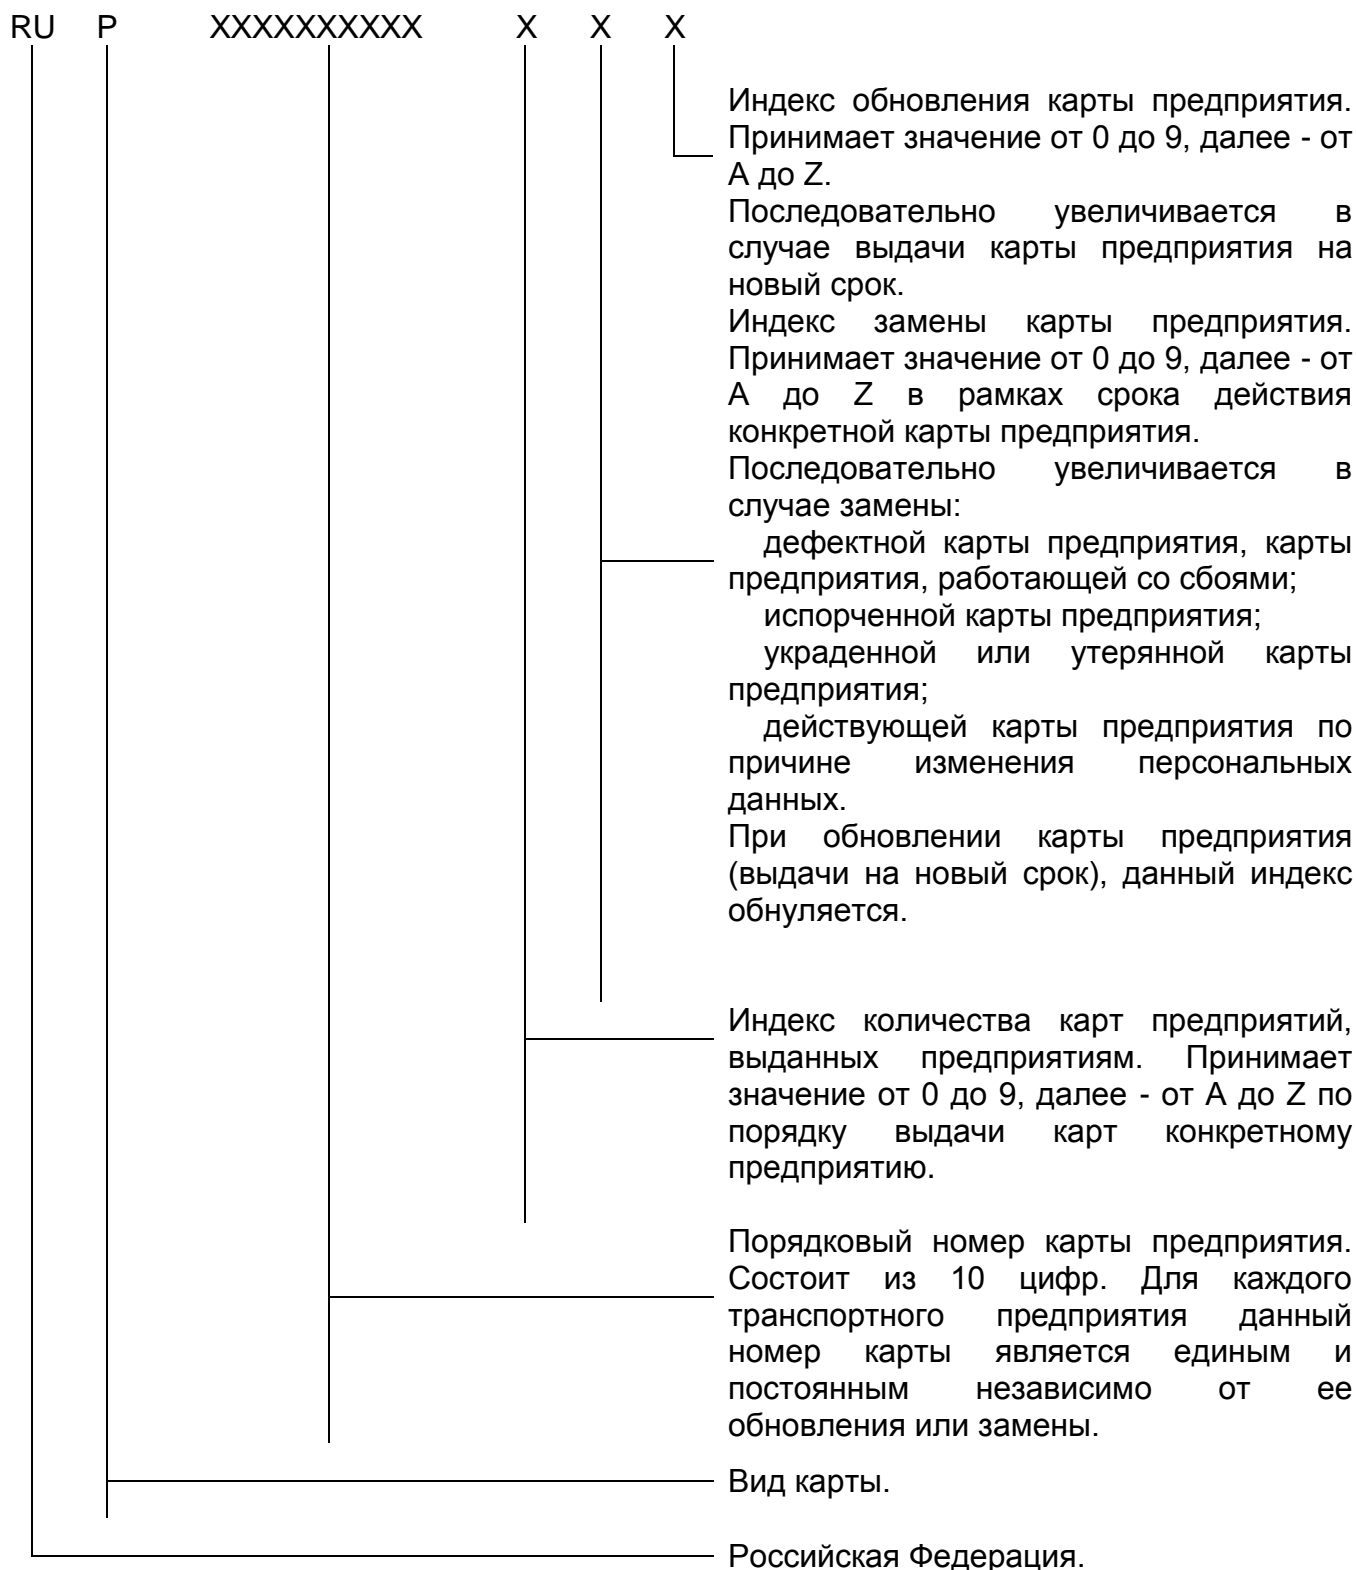 RU P XXXXXXXXXX X X X
Индекс обновления карты предприятия.
Принимает значение от 0 до 9, далее - от
A до Z.
Последовательно увеличивается в
случае выдачи карты предприятия на
новый срок.
Индекс замены карты предприятия.
Принимает значение от 0 до 9, далее - от
A до Z в рамках срока действия
конкретной карты предприятия.
Последовательно увеличивается в
случае замены:
дефектной карты предприятия, карты
предприятия, работающей со сбоями;
испорченной карты предприятия;
украденной или утерянной карты
предприятия;
действующей карты предприятия по
причине изменения персональных
данных.
При обновлении карты предприятия
(выдачи на новый срок), данный индекс
обнуляется.
Индекс количества карт предприятий,
выданных предприятиям. Принимает
значение от 0 до 9, далее - от A до Z по
порядку выдачи карт конкретному
предприятию.
Порядковый номер карты предприятия.
Состоит из 10 цифр. Для каждого
транспортного предприятия данный
номер карты является единым и
постоянным независимо от ее
обновления или замены.
Вид карты.
Российская Федерация.